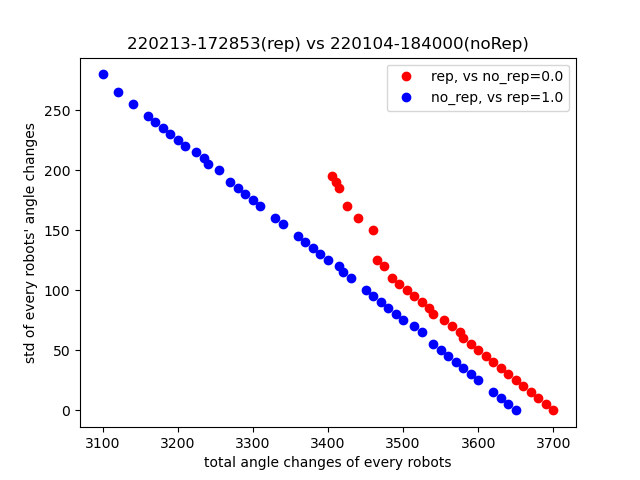 220213-172853(rep) vs 220104-184000(noRep)
rep, vs no_rep=0.0
no_rep, vs rep=1.0
std of every robots' angle changes
250
200
150
100
50
0
3100 3200 3300 3400 3500 3600 3700
total angle changes of every robots